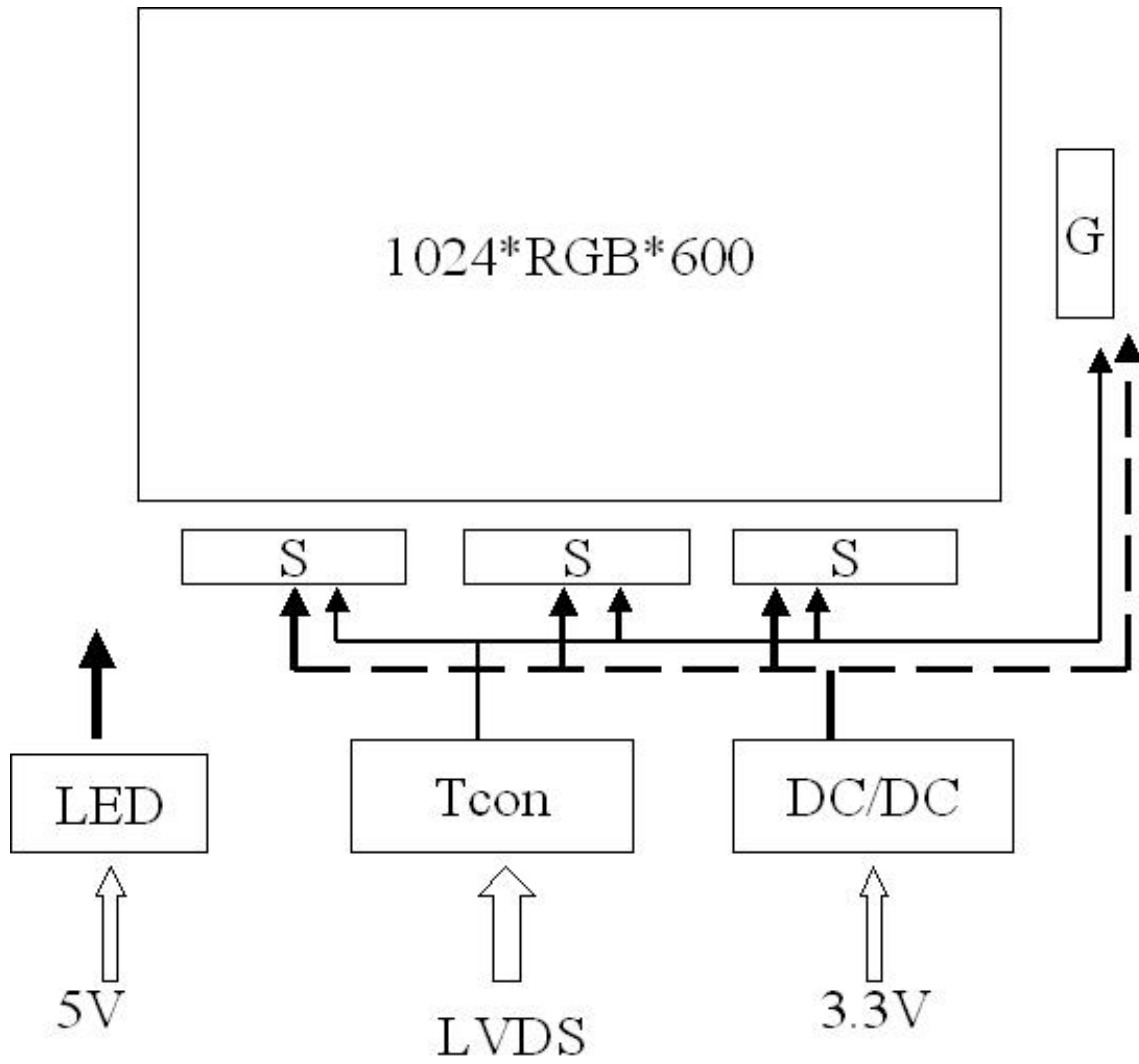 1024*RGB*600
G
S
S
S
LED
Tcon
DC/DC
5V
LVDS
3.3V